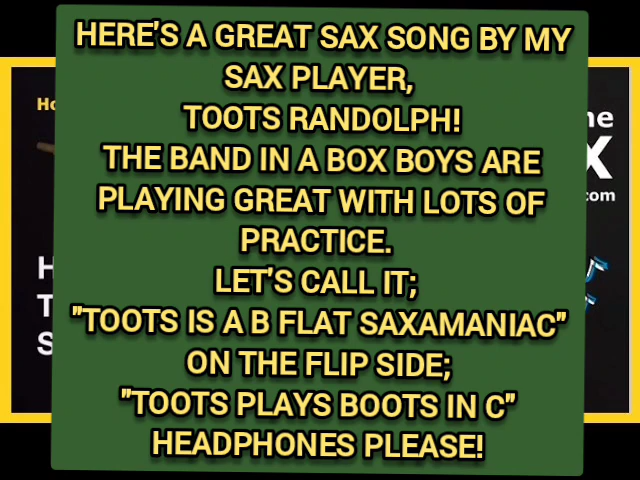 HERE'S A GREAT SAX SONG BY MY
SAX PLAYER,
TOOTS RANDOLPH!
THE BAND IN A BOX BOYS ARE
PLAYING GREAT WITH LOTS OF
PRACTICE.
LET'S CALL IT;
"TOOTS IS A B FLAT SAXAMANIAC"
ON THE FLIP SIDE;
"TOOTS PLAYS BOOTS IN C"
HEADPHONES PLEASE!